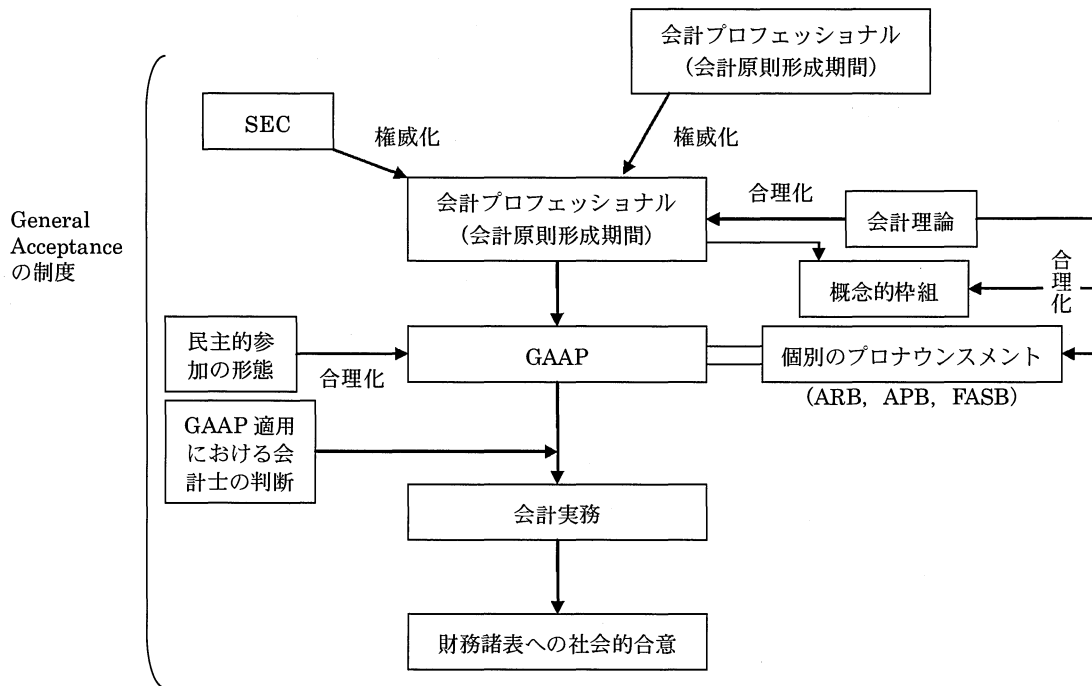 会計プロフェッショナル
（会計原則形成期間）
SEC
権威化
権威化
General
Acceptance
の制度
会計プロフェッショナル
（会計原則形成期間）
合理化
会計理論
概念的枠組
合理化
民主的参
加の形態
合理化
GAAP
個別のプロナウンスメント
（ARB，APB，FASB）
GAAP 適用
における会
計士の判断
会計実務
財務諸表への社会的合意